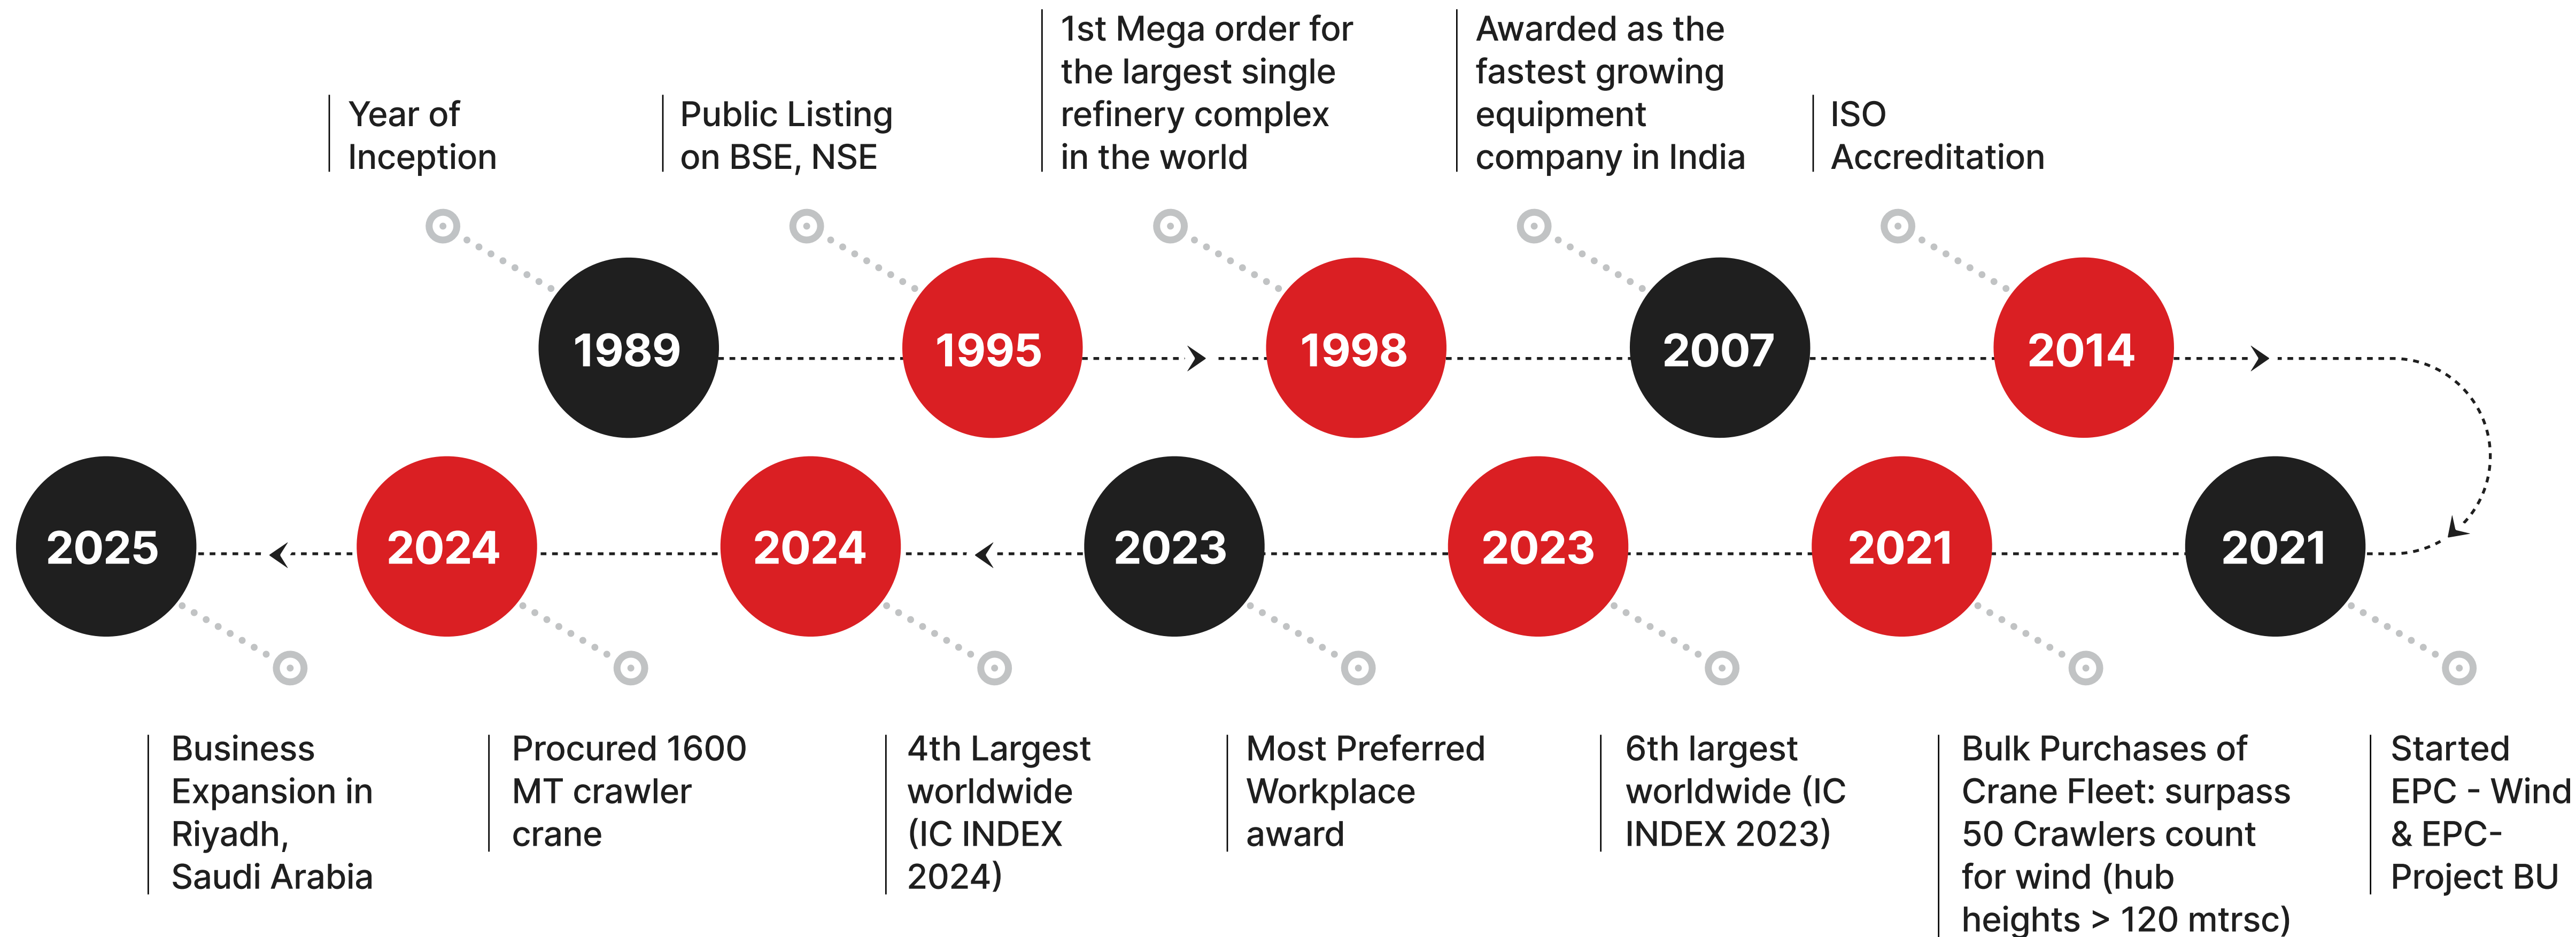 Year of
Inception
1989
Public Listing
on BSE, NSE
1995
1st Mega order for
the largest single
refinery complex
in the world
1998
Awarded as the
fastest growing
equipment
company in India
2007
ISO
Accreditation
2014
2021
Started
EPC - Wind
& EPC-
Project BU
2021
Bulk Purchases of
Crane Fleet: surpass
50 Crawlers count
for wind (hub
heights > 120 mtrsc)
2023
6th largest
worldwide (IC
INDEX 2023)
2023
Most Preferred
Workplace
award
2024
4th Largest
worldwide
(IC INDEX
2024)
2024
Procured 1600
MT crawler
crane
2025
Business
Expansion in
Riyadh,
Saudi Arabia